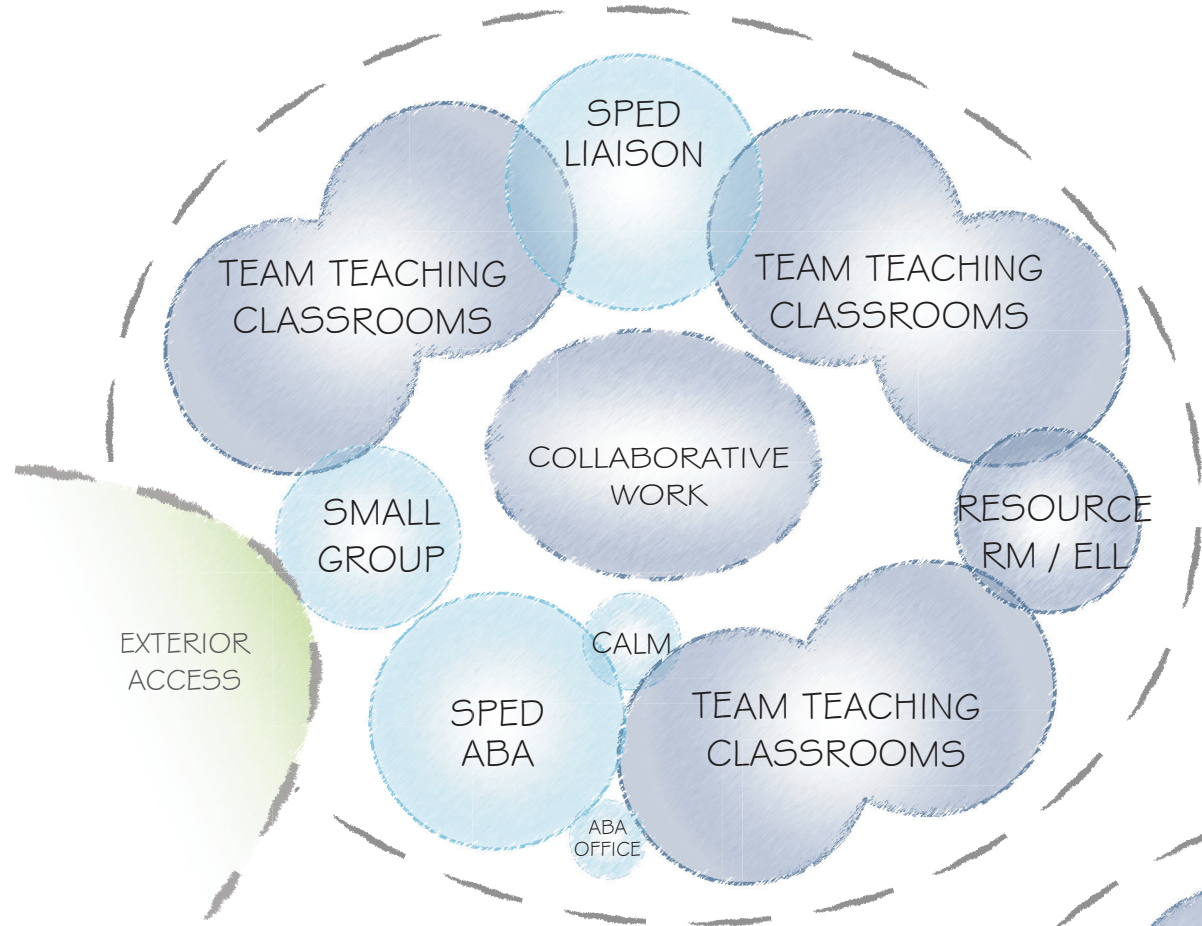 SPED
LIAISON
TEAM TEACHING
CLASSROOMS
TEAM TEACHING
CLASSROOMS
COLLABORATIVE
WORK
SMALL
GROUP
RESOURCE
RM / ELL
EXTERIOR
ACCESS
CALM
SPED
ABA
TEAM TEACHING
CLASSROOMS
ABA
OFFICE